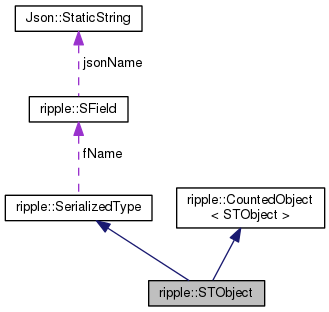 Json::StaticString
jsonName
ripple::SField
fName
ripple::SerializedType
ripple::CountedObject
< STObject >
ripple::STObject